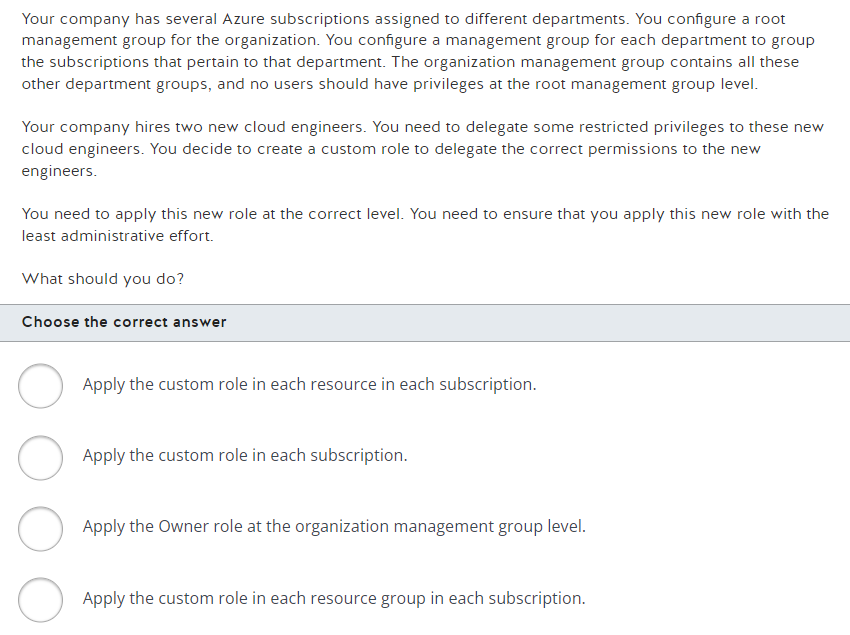 Your company has several Azure subscriptions assigned to different departments. You configure a root
management group for the organization. You configure a management group for each department to group
the subscriptions that pertain to that department. The organization management group contains all these
other department groups, and no users should have privileges at the root management group level.
Your company hires two new cloud engineers. You need to delegate some restricted privileges to these new
cloud engineers. You decide to create a custom role to delegate the correct permissions to the new
engineers.
You need to apply this new role at the correct level. You need to ensure that you apply this new role with the
least administrative effort.
What should you do?
Choose the correct answer
Apply the custom role in each resource in each subscription.
Apply the custom role in each subscription.
Apply the Owner role at the organization management group level.
Apply the custom role in each resource group in each subscription.